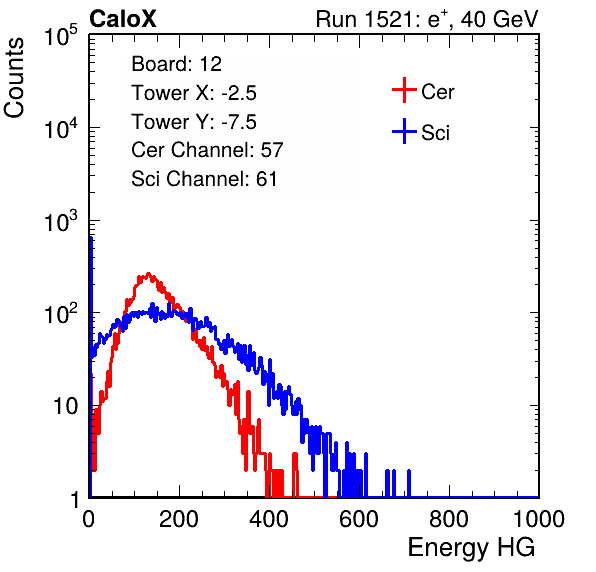 CaloX Run 1521: e⁺, 40 GeV
Counts
10⁵
10⁴
10³
10²
10
1
Board: 12
Tower X: -2.5
Tower Y: -7.5
Cer Channel: 57
Sci Channel: 61
Cer
Sci
0 200 400 600 800 1000
Energy HG